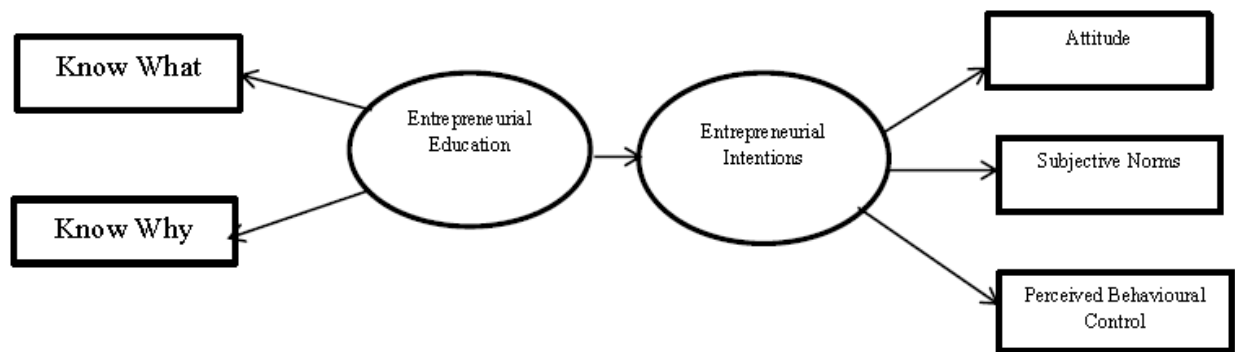 Know What
Know Why
Entrepreneurial
Education
Entrepreneurial
Intentions
Attitude
Subjective Norms
Perceived Behavioural
Control